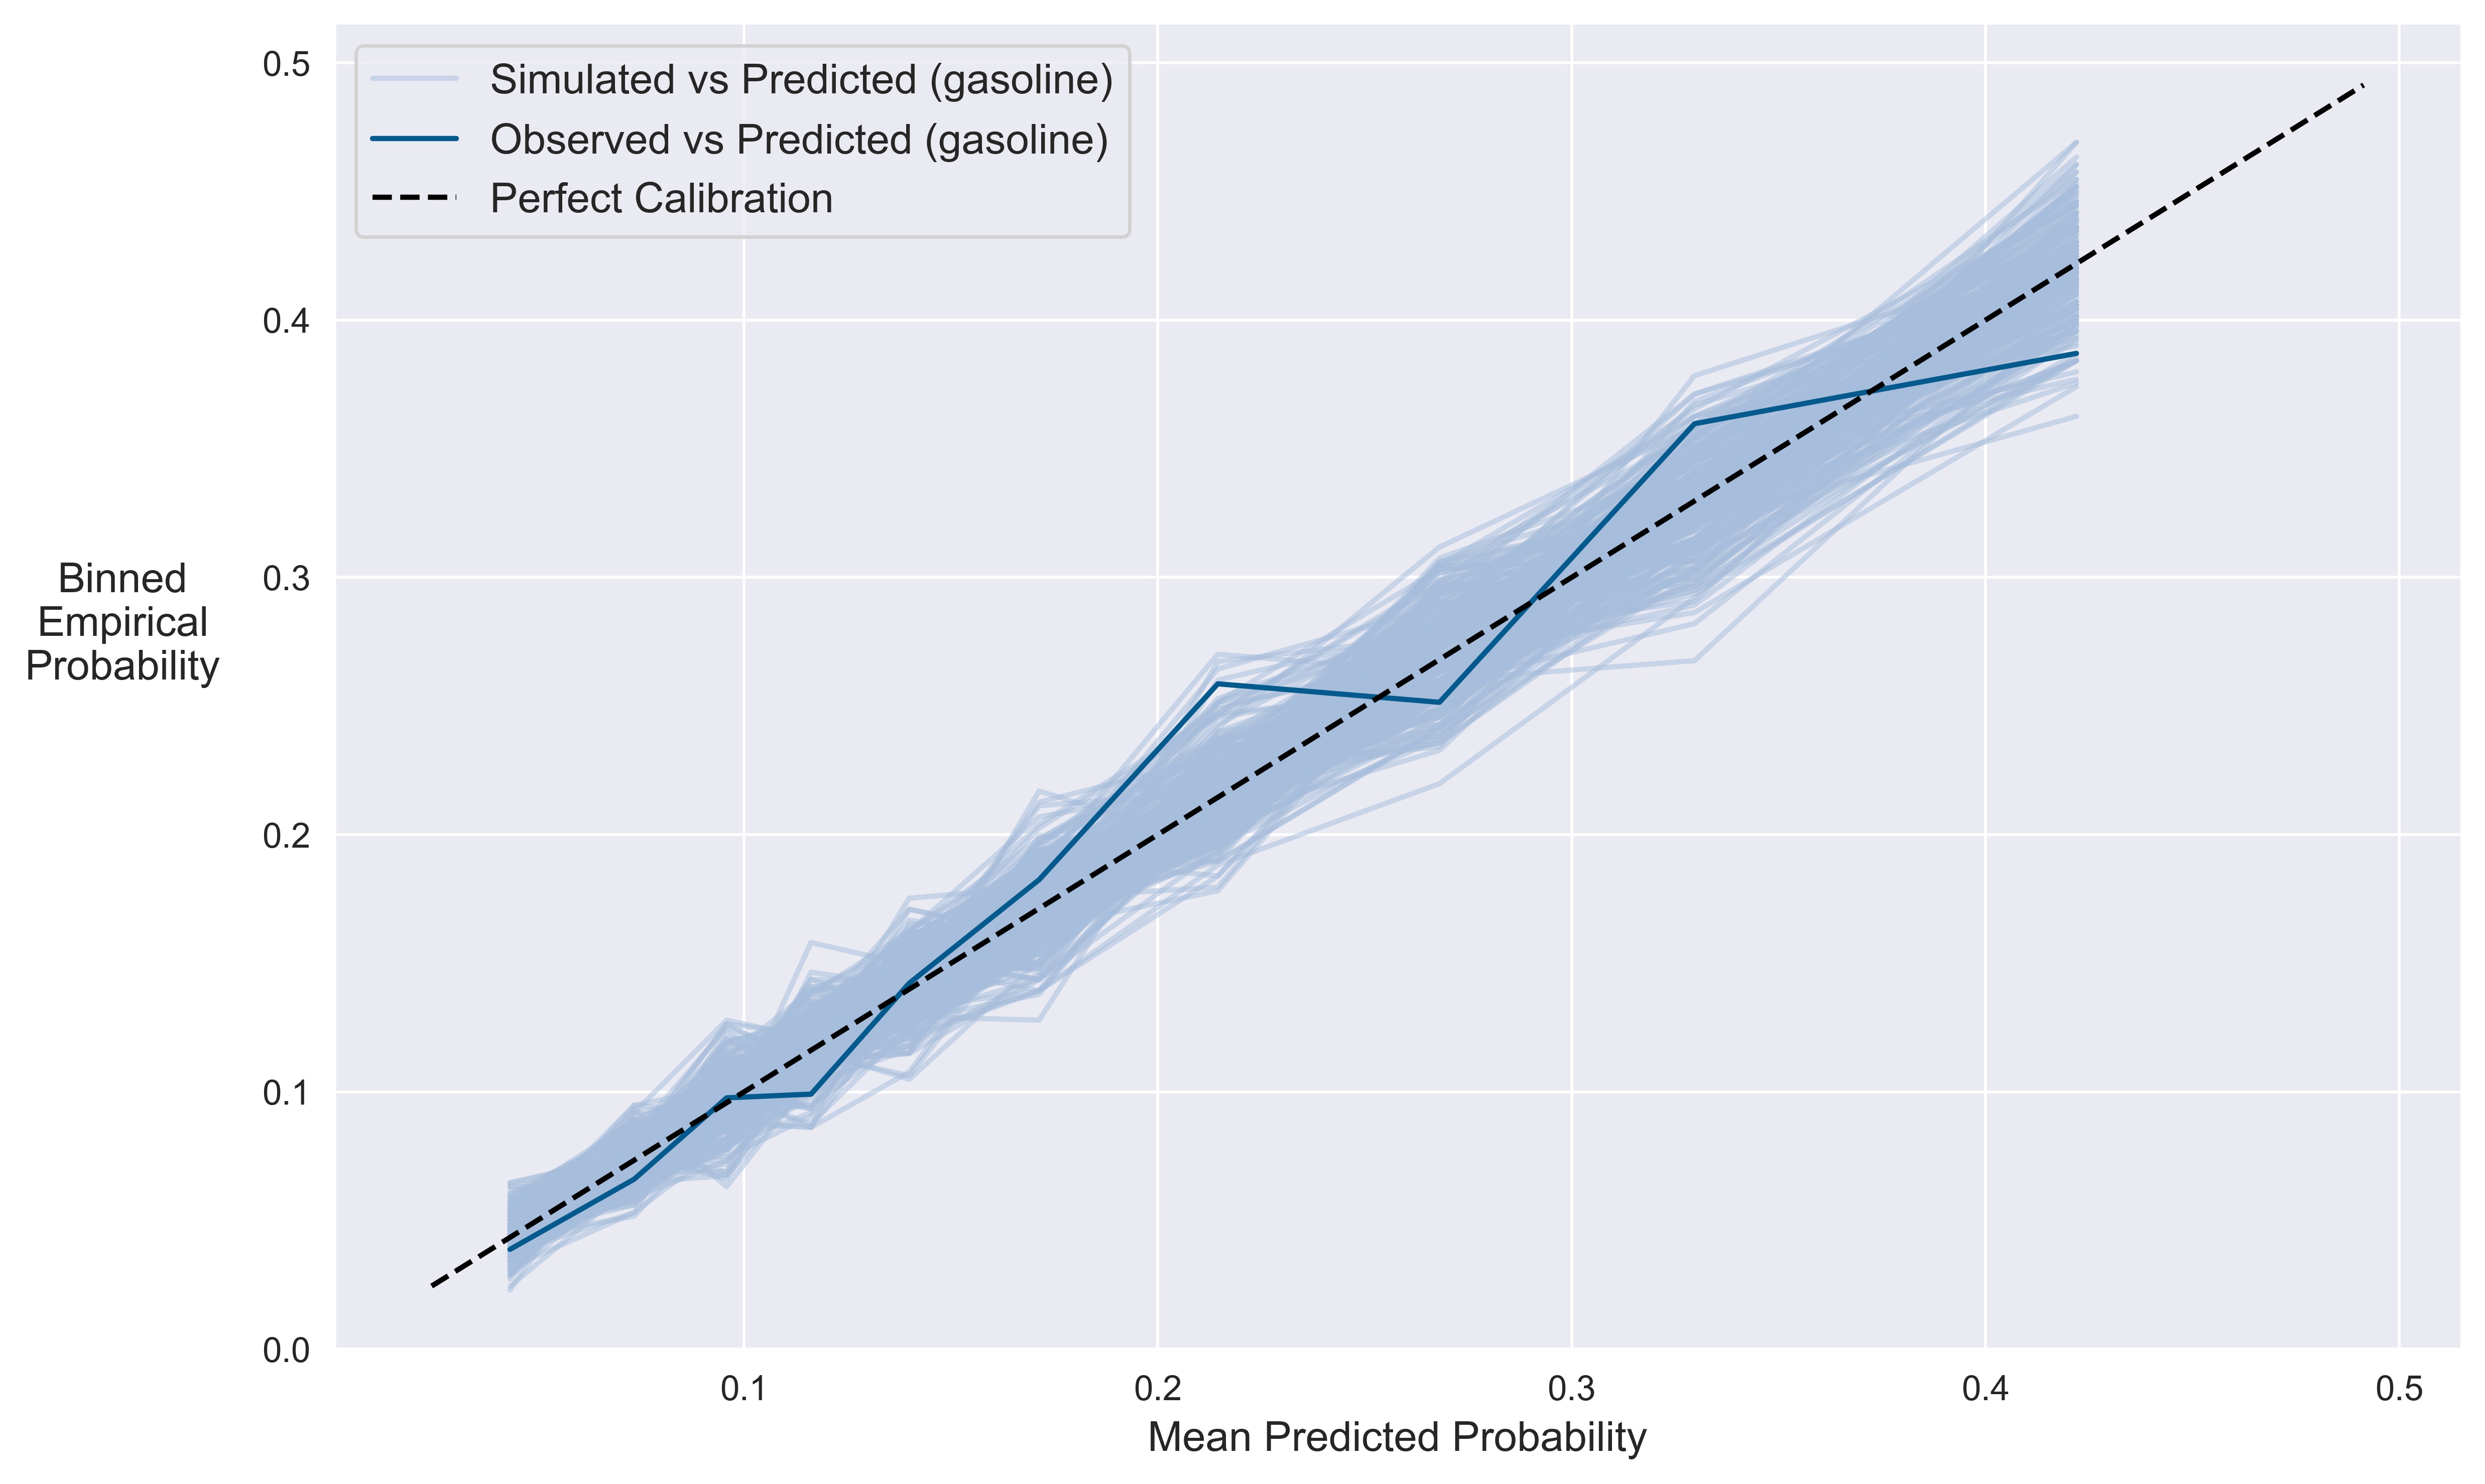 Simulated vs Predicted (gasoline)
Observed vs Predicted (gasoline)
Perfect Calibration
0.5
0.4
0.3
0.2
0.1
0.0
Binned
Empirical
Probability
0.1 0.2 0.3 0.4 0.5
Mean Predicted Probability